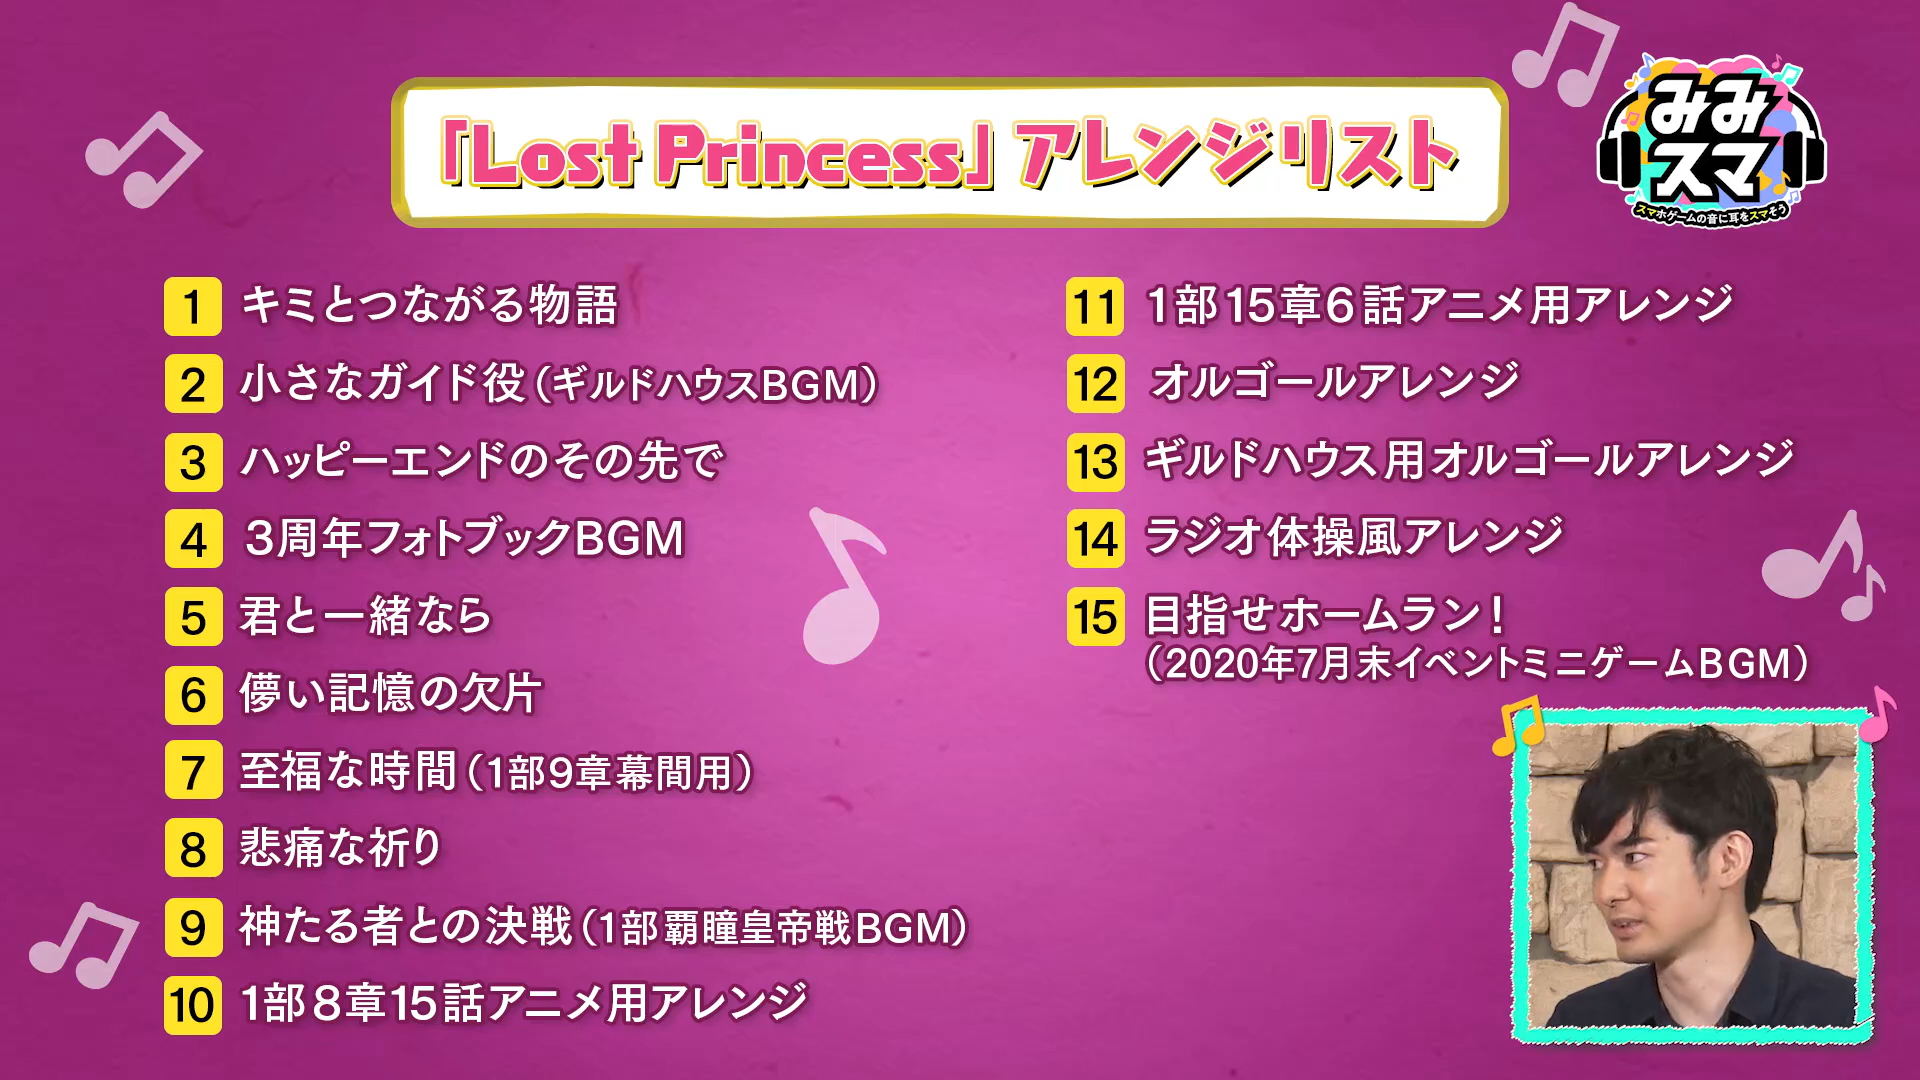 「Lost Princess」アレンジリスト
みみ
スマ
スマホゲームの音に耳をスマそう
1 キミとつながる物語
2 小さなガイド役(ギルドハウスBGM)
3 ハッピーエンドのその先で
4 3周年フォトブックBGM
5 君と一緒なら
6 儚い記憶の欠片
7 至福な時間(1部9章幕間用)
8 悲痛な祈り
9 神たる者との決戦(1部覇瞳皇帝戦BGM)
10 1部8章15話アニメ用アレンジ
11 1部15章6話アニメ用アレンジ
12 オルゴールアレンジ
13 ギルドハウス用オルゴールアレンジ
14 ラジオ体操風アレンジ
15 目指せホームラン!
(2020年7月末イベントミニゲームBGM)